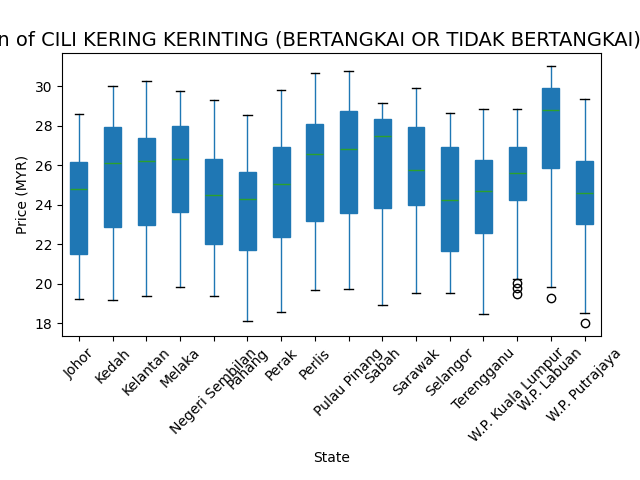 n of CILI KERING KERINTING (BERTANGKAI OR TIDAK BERTANGKAI)
Price (MYR)
30
28
26
24
22
20
18
Johor
Kedah
Kelantan
Melaka
Negeri Sembilan
Pahang
Perak
Perlis
Pulau Pinang
Sabah
Sarawak
Selangor
Terengganu
W.P. Kuala Lumpur
W.P. Labuan
W.P. Putrajaya
State